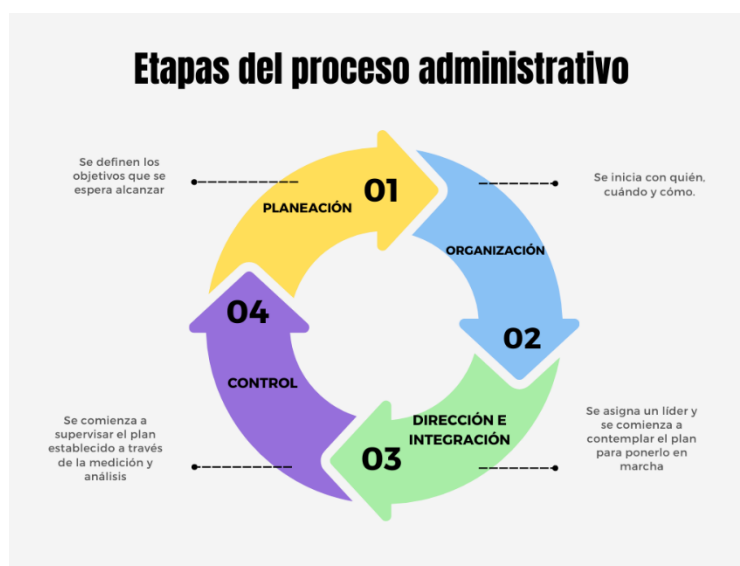 Etapas del proceso administrativo
Se definen los
objetivos que se
espera alcanzar
01
PLANEACIÓN
Se inicia con quién,
cuándo y cómo.
ORGANIZACIÓN
02
Se asigna un líder y
se comienza a
contemplar el plan
para ponerlo en
marcha
DIRECCIÓN E
INTEGRACIÓN
03
04
CONTROL
Se comienza a
supervisar el plan
establecido a través
de la medición y
análisis